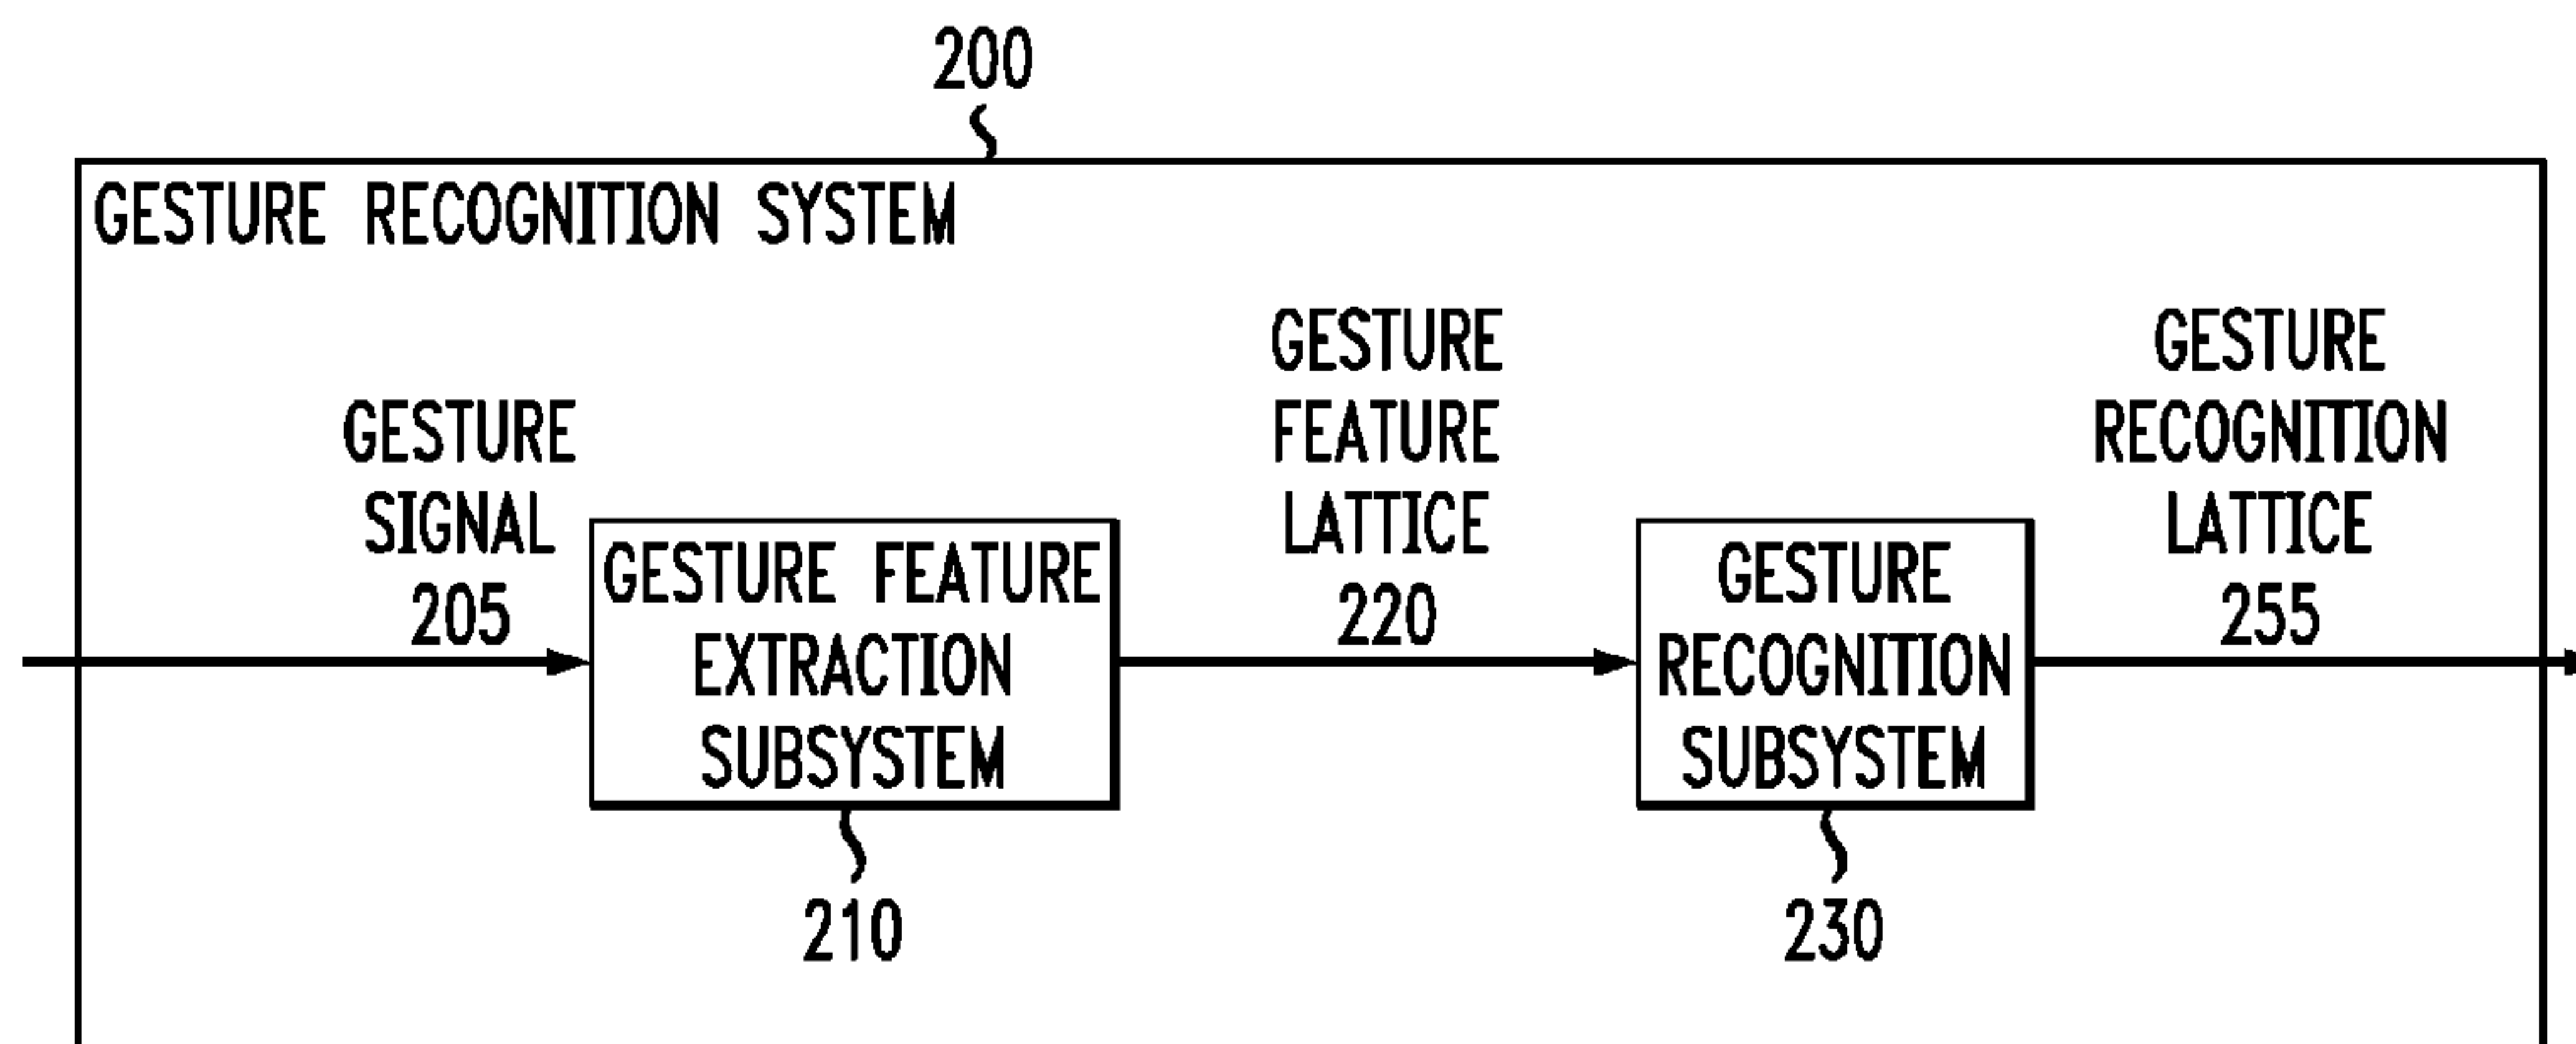 200
GESTURE RECOGNITION SYSTEM
GESTURE
SIGNAL
205
GESTURE FEATURE
EXTRACTION
SUBSYSTEM
210
GESTURE
FEATURE
LATTICE
220
GESTURE
RECOGNITION
SUBSYSTEM
230
GESTURE
RECOGNITION
LATTICE
255